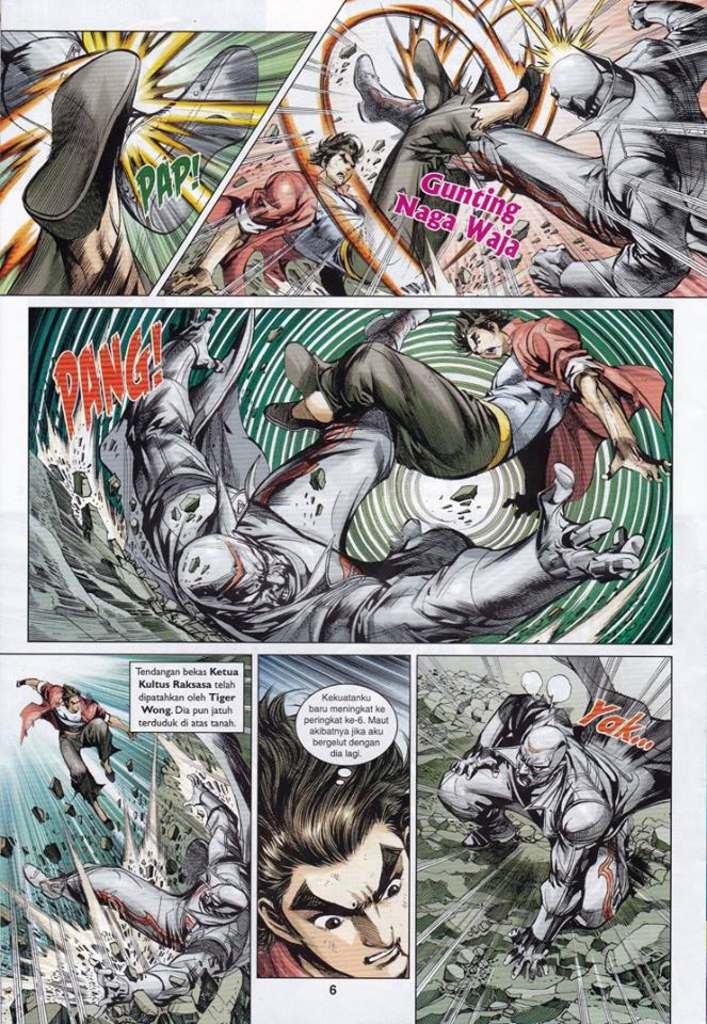 PAP!
Gunting
Naga Waja
PANG!
Tendangan bekas Ketua
Kultus Raksasa telah
dipatahkan oleh Tiger
Wong. Dia pun jatuh
terduduk di atas tanah.
Kekuatanku
baru meningkat ke
peringkat ke-6. Maut
akibatnya jika aku
bergelut dengan
dia lagi.
Yak...
6